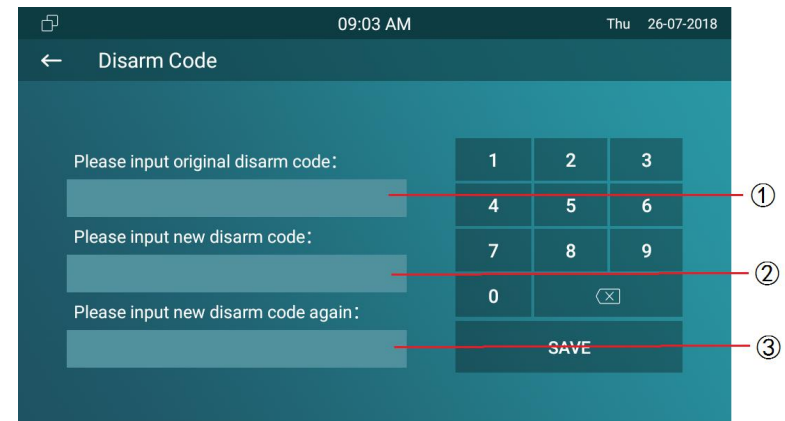 09:03 AM Thu 26-07-2018
← Disarm Code
Please input original disarm code:
1 2 3
①
4 5 6
Please input new disarm code:
7 8 9
②
0
Please input new disarm code again:
SAVE
③